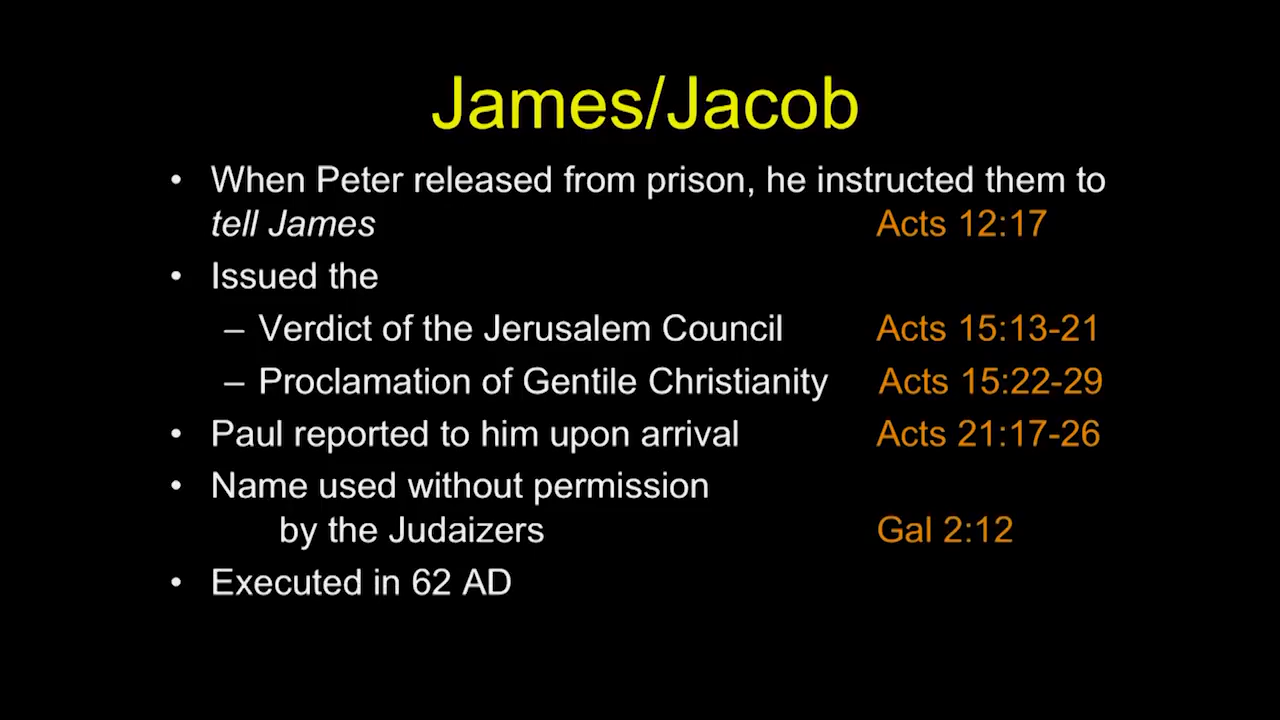 James/Jacob
• When Peter released from prison, he instructed them to
tell James Acts 12:17
• Issued the
– Verdict of the Jerusalem Council Acts 15:13-21
– Proclamation of Gentile Christianity Acts 15:22-29
• Paul reported to him upon arrival Acts 21:17-26
• Name used without permission
by the Judaizers Gal 2:12
• Executed in 62 AD